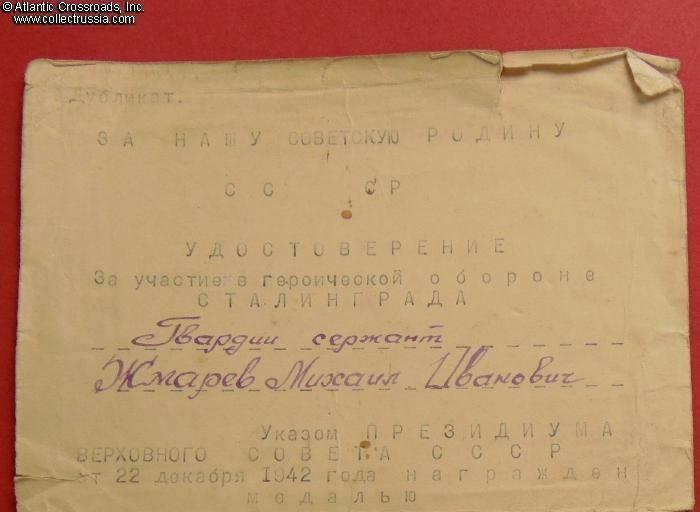 © Atlantic Crossroads, Inc.
www.collectrussia.com
Дубликат.
ЗА НАШУ СОВЕТСКУЮ РОДИНУ
СС СР
УДОСТОВЕРЕНИЕ
За участие в героической обороне
СТАЛИНГРАДА
Гвардии сержант
Жмарев Михаил Иванович
Указом ПРЕЗИДИУМА
ВЕРХОВНОГО СОВЕТА СССР
от 22 декабря 1942 года награжден
медалью